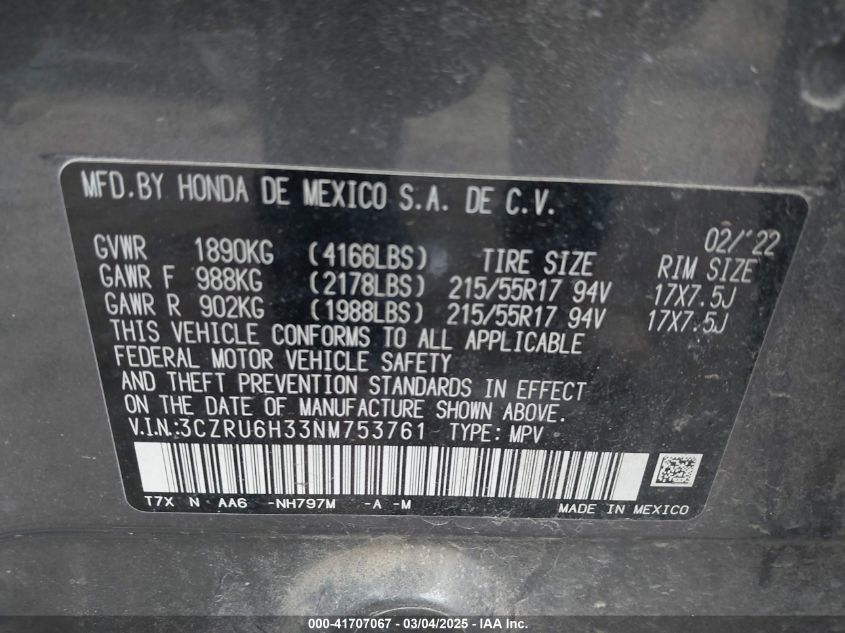 MFD.BY HONDA DE MEXICO S.A. DE C.V.
02/'22
GVWR 1890KG (4166LBS) TIRE SIZE RIM SIZE
GAWR F 988KG (2178LBS) 215/55R17 94V 17X7.5J
GAWR R 902KG (1988LBS) 215/55R17 94V 17X7.5J
THIS VEHICLE CONFORMS TO ALL APPLICABLE
FEDERAL MOTOR VEHICLE SAFETY
AND THEFT PREVENTION STANDARDS IN EFFECT
ON THE DATE OF MANUFACTURE SHOWN ABOVE.
V.I.N.:3CZRU6H33NM753761 TYPE: MPV
T7X N AA6 -NH797M -A -M
MADE IN MEXICO
000-41707067 - 03/04/2025 - IAA Inc.